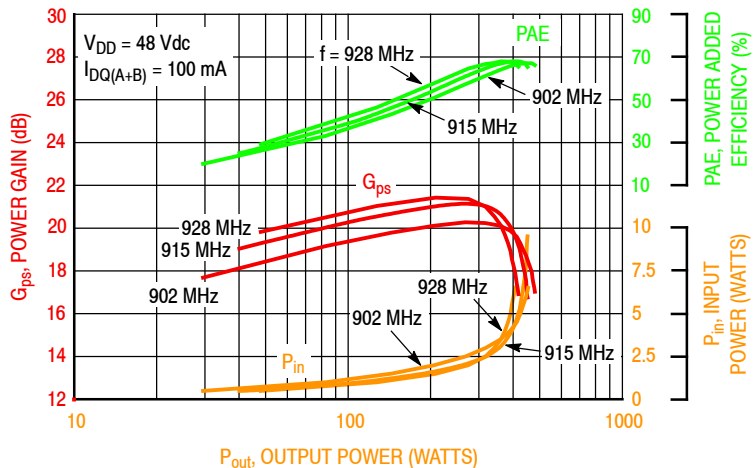 V_DD = 48 Vdc
I_DQ(A+B) = 100 mA
PAE
f = 928 MHz
902 MHz
915 MHz
G_ps
928 MHz
915 MHz
902 MHz
928 MHz
902 MHz
915 MHz
P_in
G_ps, POWER GAIN (dB)
30
28
26
24
22
20
18
16
14
12
PAE, POWER ADDED
EFFICIENCY (%)
90
70
50
30
10
P_in, INPUT
POWER (WATTS)
10
7.5
5
2.5
0
10
100
1000
P_out, OUTPUT POWER (WATTS)